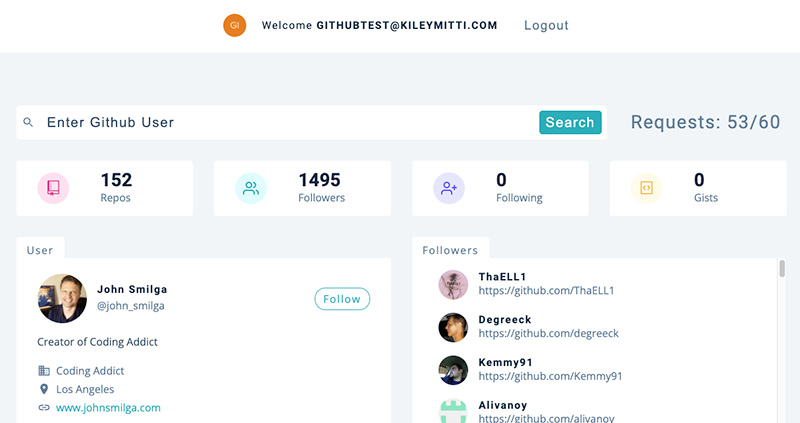 GI Welcome GITHUBTEST@KILEYMITTI.COM Logout
Enter Github User Search Requests: 53/60
152 1495 0 0
Repos Followers Following Gists
User
John Smilga
@john_smilga
Follow
Creator of Coding Addict
Coding Addict
Los Angeles
www.johnsmilga.com
Followers
ThaELL1
https://github.com/ThaELL1
Degreeck
https://github.com/degreeck
Kemmy91
https://github.com/Kemmy91
Alivanoy
https://github.com/alivanoy